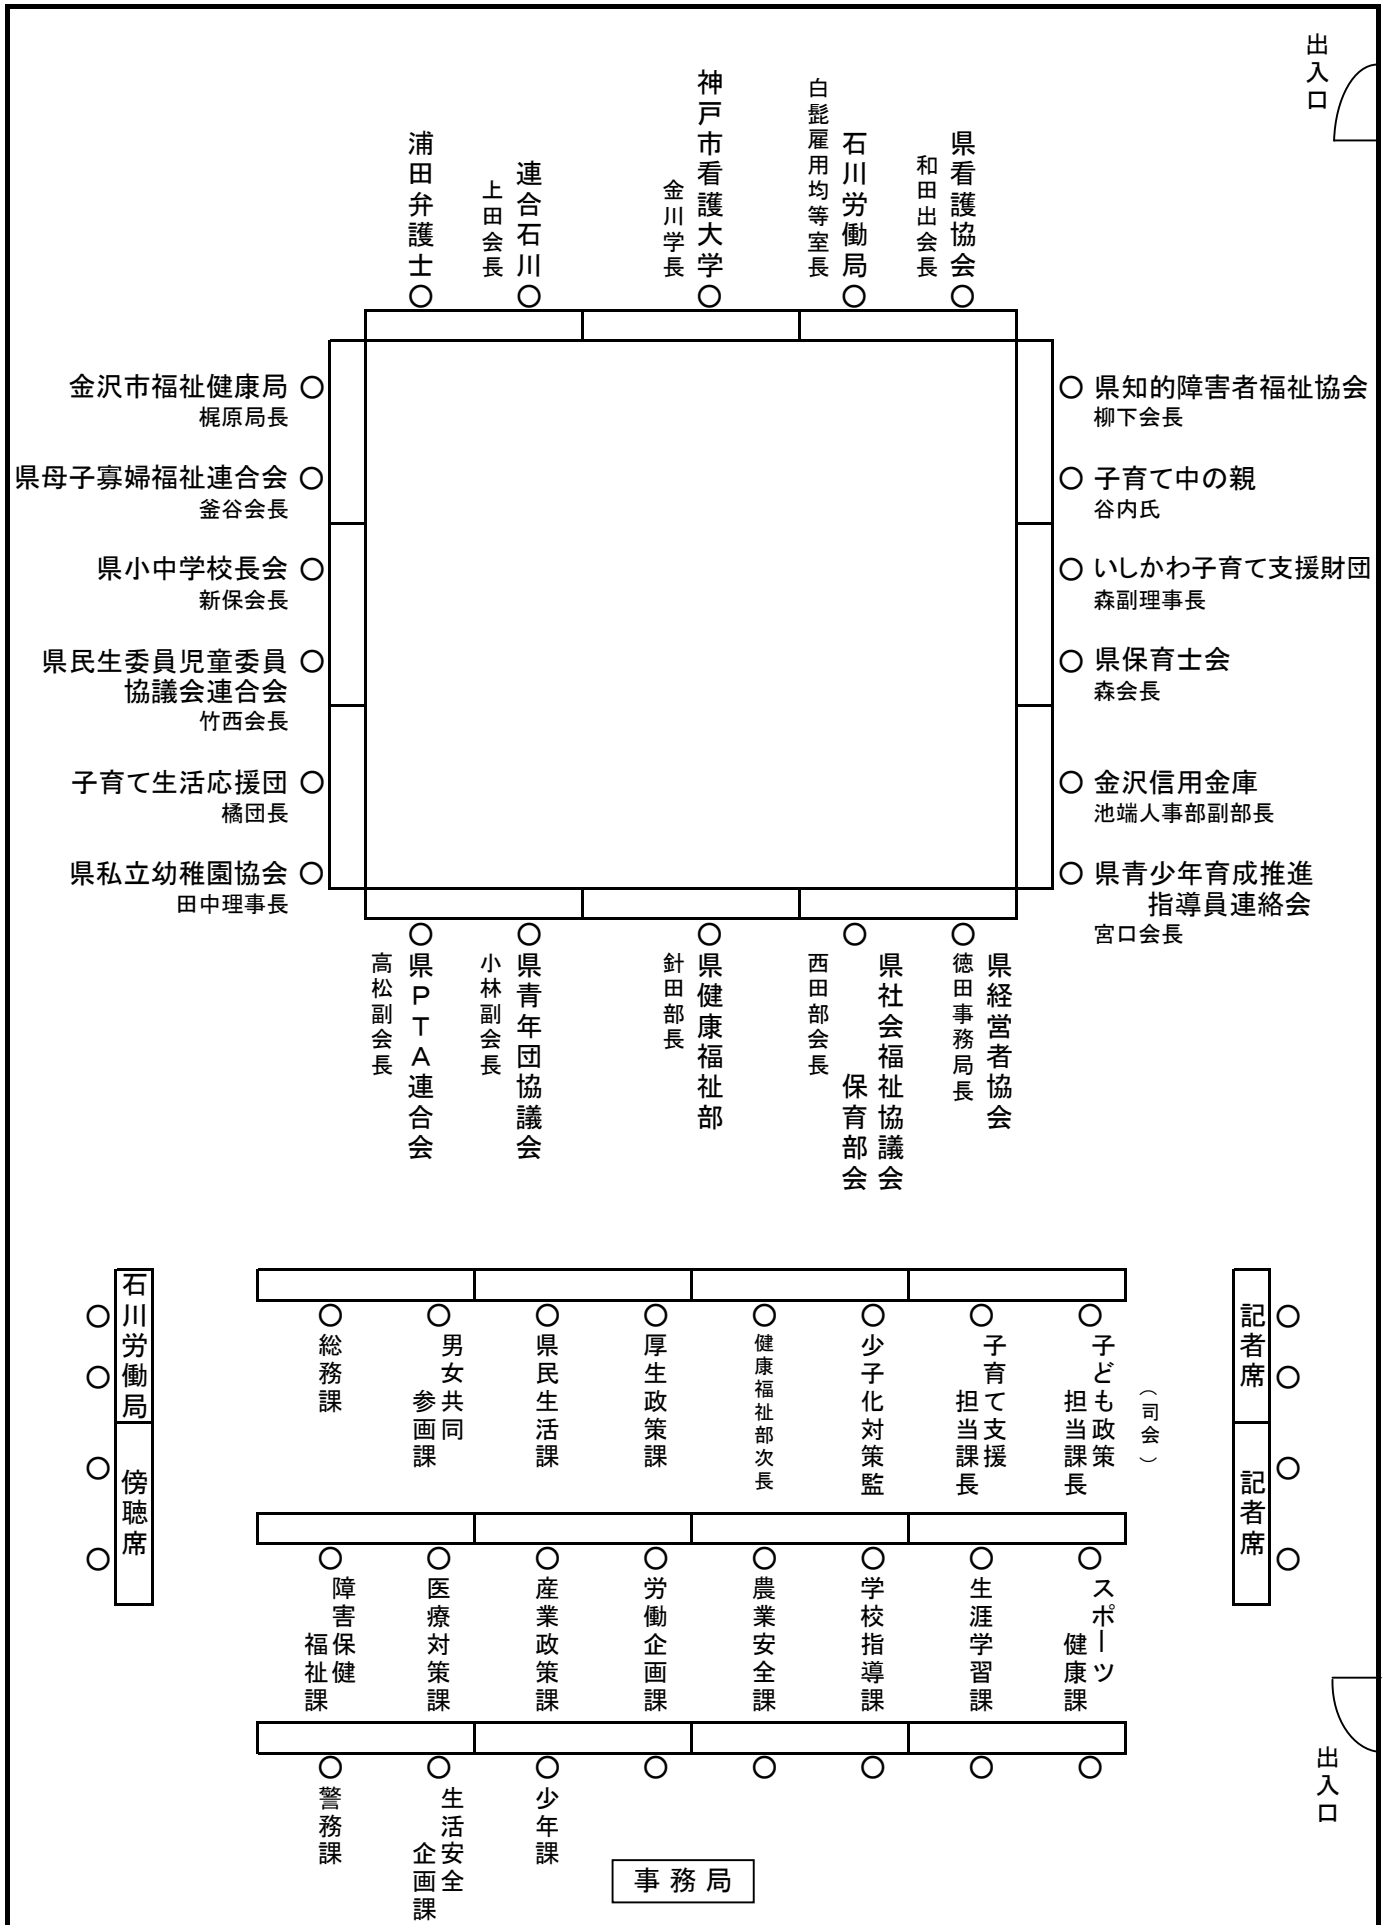 出入口
浦田弁護士
連合石川
上田会長
神戸市看護大学
金川学長
石川労働局
白髭雇用均等室長
県看護協会
和田出会長
金沢市福祉健康局
梶原局長
県母子寡婦福祉連合会
釜谷会長
県小中学校長会
新保会長
県民生委員児童委員
協議会連合会
竹西会長
子育て生活応援団
橘団長
県私立幼稚園協会
田中理事長
県知的障害者福祉協会
柳下会長
子育て中の親
谷内氏
いしかわ子育て支援財団
森副理事長
県保育士会
森会長
金沢信用金庫
池端人事部副部長
県青少年育成推進
指導員連絡会
宮口会長
県PTA連合会
高松副会長
県青年団協議会
小林副会長
県健康福祉部
針田部長
県社会福祉協議会
保育部会
西田部会長
県経営者協会
徳田事務局長
石川労働局
傍聴席
総務課
男女共同
参画課
県民生活課
厚生政策課
健康福祉部次長
少子化対策監
子育て支援
担当課長
子ども政策
担当課長
（司会）
記者席
記者席
障害保健
福祉課
医療対策課
産業政策課
労働企画課
農業安全課
学校指導課
生涯学習課
スポーツ
健康課
警務課
生活安全
企画課
少年課
事務局
出入口